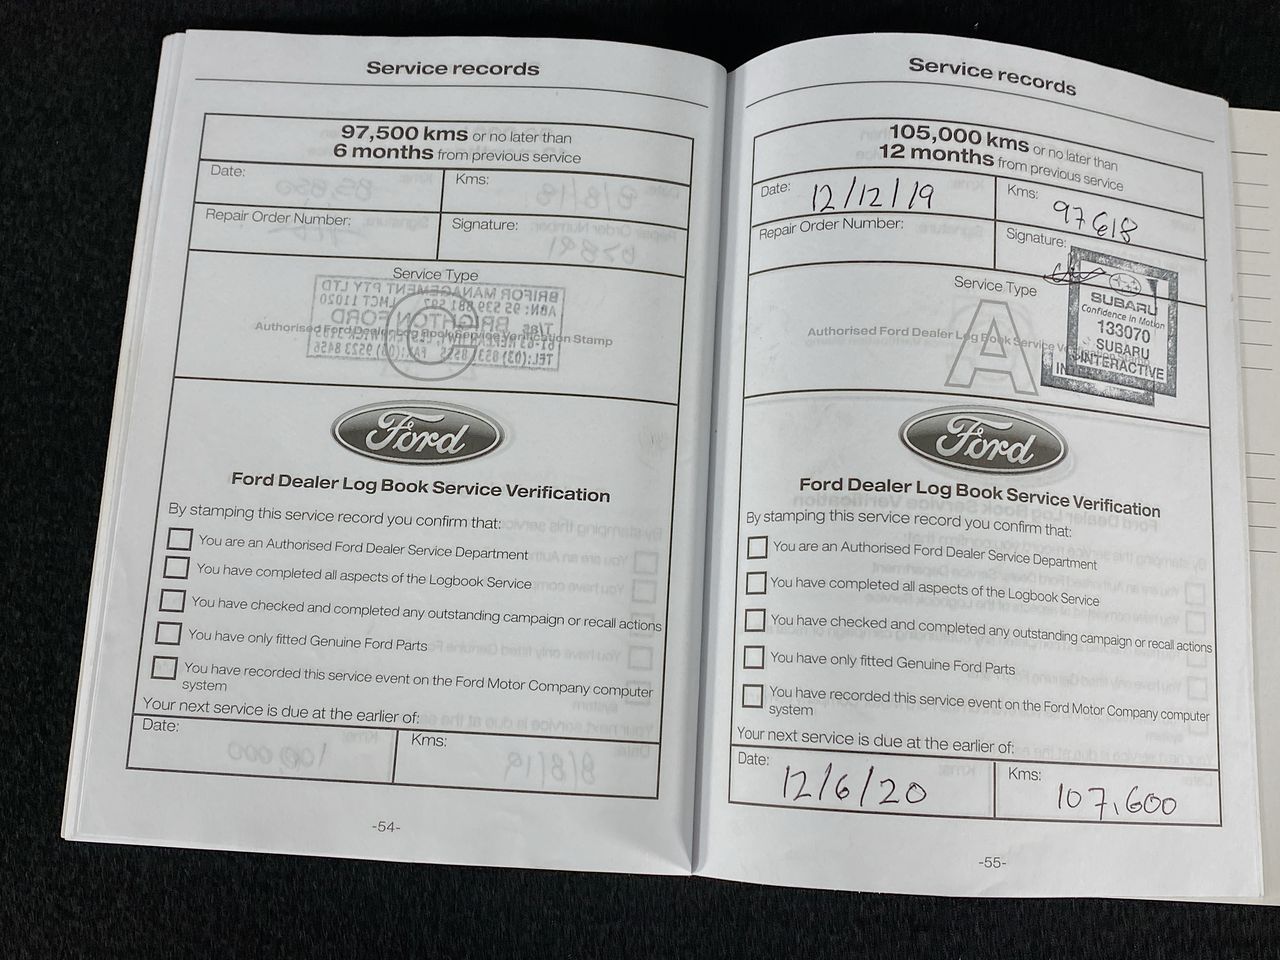 Service records
97,500 kms or no later than
6 months from previous service
Date:
Kms:
Repair Order Number:
Signature:
Service Type
C
Authorised Ford Dealer Log Book Service Verification Stamp
Ford
Ford Dealer Log Book Service Verification
By stamping this service record you confirm that:
You are an Authorised Ford Dealer Service Department
You have completed all aspects of the Logbook Service
You have checked and completed any outstanding campaign or recall actions
You have only fitted Genuine Ford Parts
You have recorded this service event on the Ford Motor Company computer
system
Your next service is due at the earlier of:
Date:
Kms:
-54-
Service records
105,000 kms or no later than
12 months from previous service
Date: 12/12/19
Kms: 97618
Repair Order Number:
Signature:
Service Type
A
Authorised Ford Dealer Log Book Service
SUBARU
Confidence in Motion
133070
SUBARU
INTERACTIVE
IN
Ford
Ford Dealer Log Book Service Verification
By stamping this service record you confirm that:
You are an Authorised Ford Dealer Service Department
You have completed all aspects of the Logbook Service
You have checked and completed any outstanding campaign or recall actions
You have only fitted Genuine Ford Parts
You have recorded this service event on the Ford Motor Company computer
system
Your next service is due at the earlier of:
Date: 12/6/20
Kms: 107,600
-55-